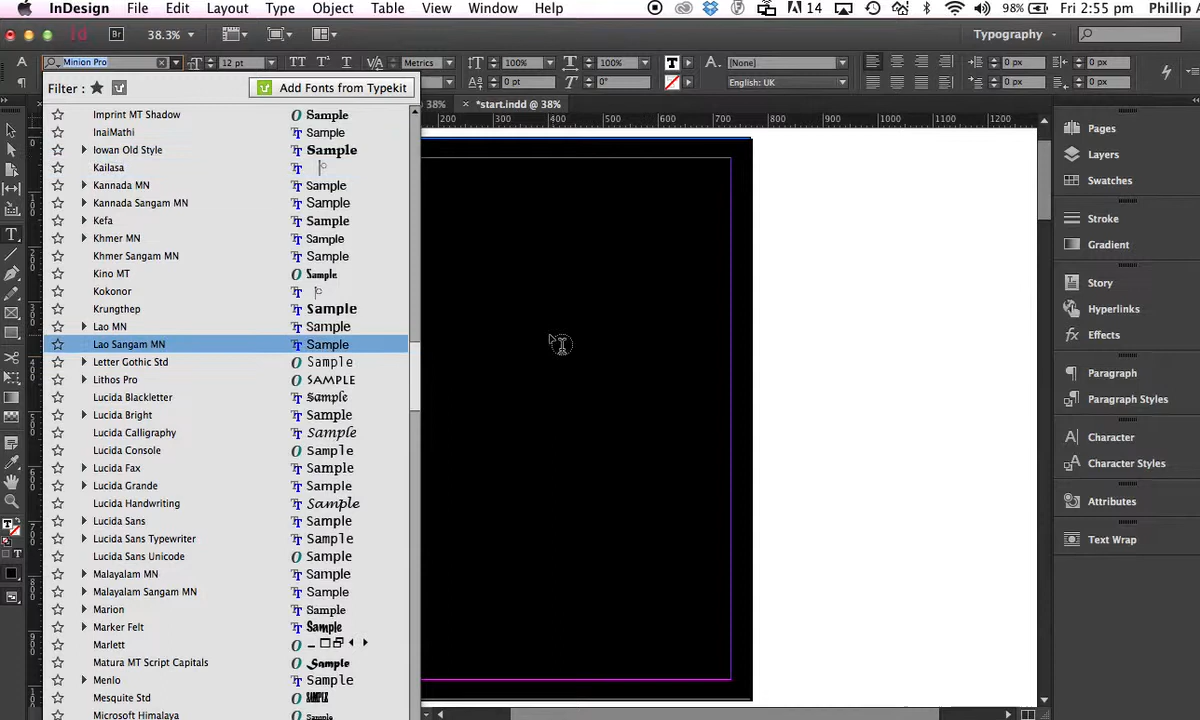 InDesign File Edit Layout Type Object Table View Window Help 14 98% Fri 2:55 pm Phillip
Id Br 38.3% Typography
A Minion Pro 12 pt TT T¹ T Metrics 100% 100% T A. [None] 0 px 0 px
0 pt 0° English: UK 0 px 0 px
Filter: Add Fonts from Typekit
38% × *start.indd @ 38%
200 300 400 500 600 700 800 900 1000 1100 1200
Imprint MT Shadow Sample
InaiMathi Sample
Iowan Old Style Sample
Kailasa
Kannada MN Sample
Kannada Sangam MN Sample
Kefa Sample
Khmer MN Sample
Khmer Sangam MN Sample
Kino MT Sample
Kokonor
Krungthep Sample
Lao MN Sample
Lao Sangam MN Sample
Letter Gothic Std Sample
Lithos Pro SAMPLE
Lucida Blackletter Sample
Lucida Bright Sample
Lucida Calligraphy Sample
Lucida Console Sample
Lucida Fax Sample
Lucida Grande Sample
Lucida Handwriting Sample
Lucida Sans Sample
Lucida Sans Typewriter Sample
Lucida Sans Unicode Sample
Malayalam MN Sample
Malayalam Sangam MN Sample
Marion Sample
Marker Felt Sample
Marlett
Matura MT Script Capitals Sample
Menlo Sample
Mesquite Std SAMPLE
Microsoft Himalaya Sample
Pages
Layers
Swatches
Stroke
Gradient
Story
Hyperlinks
Effects
Paragraph
Paragraph Styles
Character
Character Styles
Attributes
Text Wrap